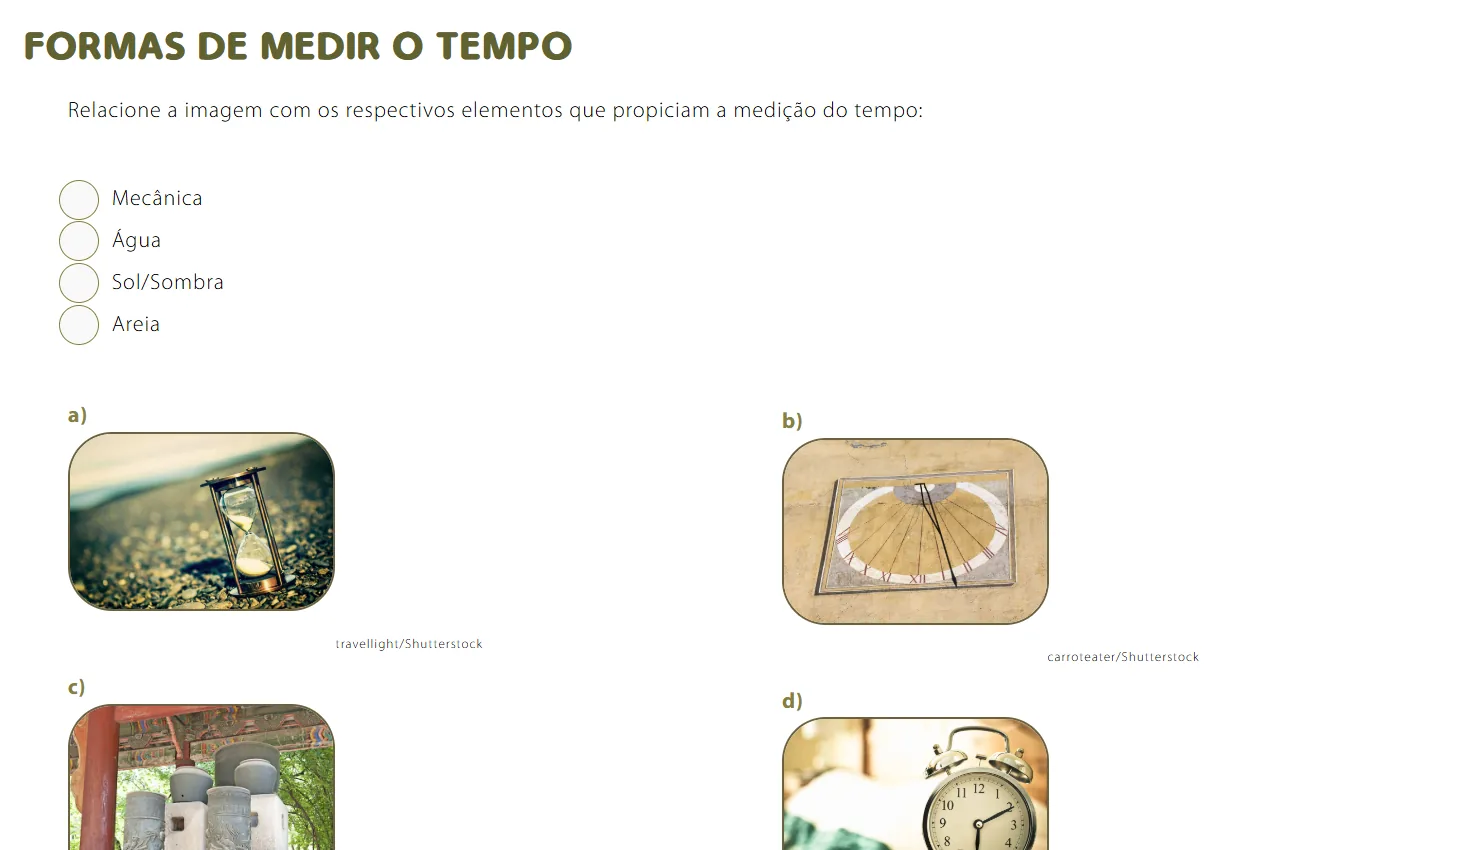 FORMAS DE MEDIR O TEMPO
Relacione a imagem com os respectivos elementos que propiciam a medição do tempo:
Mecânica
Água
Sol/Sombra
Areia
a)
b)
XII
travellight/Shutterstock
carroteater/Shutterstock
c)
d)
11 12 1
10 2
9 3
8 4